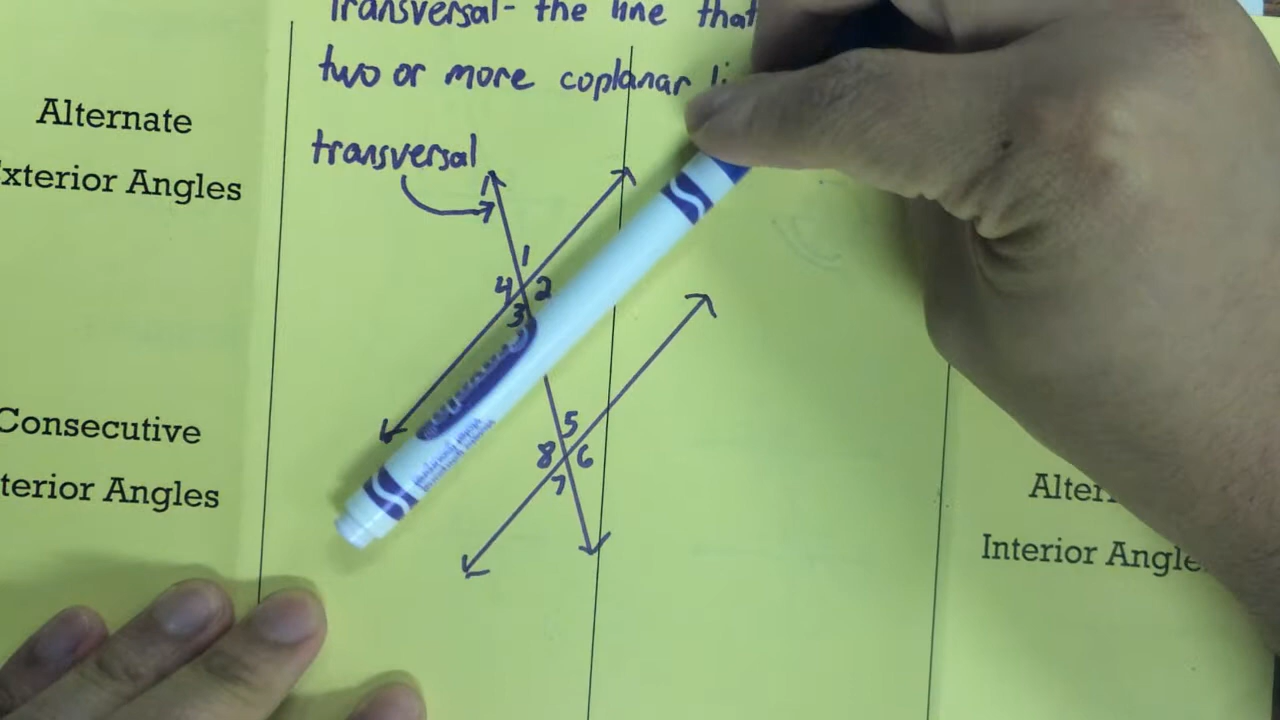 Transversal- the line that
two or more coplanar
transversal
1
4 2
3
5
8 6
7
Alternate
xterior Angles
Consecutive
terior Angles
Alter
Interior Angle